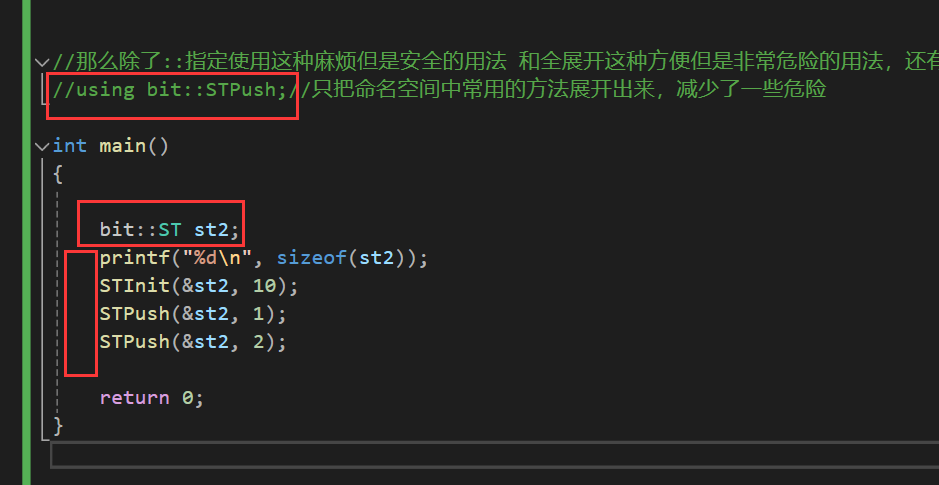 //那么除了::指定使用这种麻烦但是安全的用法 和全展开这种方便但是非常危险的用法，还有
//using bit::STPush;//只把命名空间中常用的方法展开出来，减少了一些危险
int main()
{
bit::ST st2;
printf("%d\n", sizeof(st2));
STInit(&st2, 10);
STPush(&st2, 1);
STPush(&st2, 2);
return 0;
}